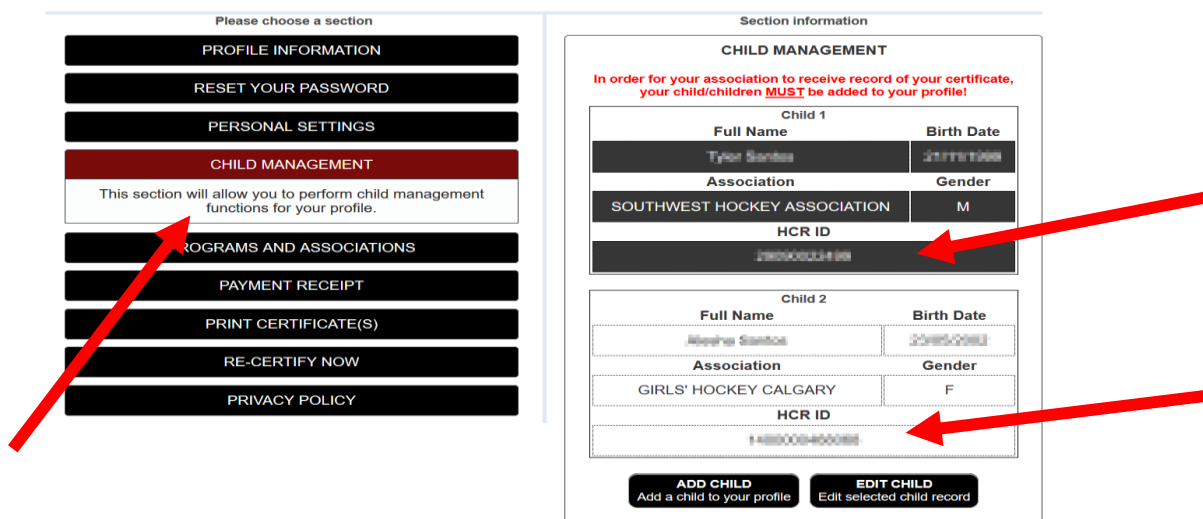 Please choose a section
PROFILE INFORMATION
RESET YOUR PASSWORD
PERSONAL SETTINGS
CHILD MANAGEMENT
This section will allow you to perform child management
functions for your profile.
ROGRAMS AND ASSOCIATIONS
PAYMENT RECEIPT
PRINT CERTIFICATE(S)
RE-CERTIFY NOW
PRIVACY POLICY
Section information
CHILD MANAGEMENT
In order for your association to receive record of your certificate,
your child/children MUST be added to your profile!
Child 1
Full Name Birth Date
Association Gender
SOUTHWEST HOCKEY ASSOCIATION M
HCR ID
Child 2
Full Name Birth Date
Association Gender
GIRLS' HOCKEY CALGARY F
HCR ID
ADD CHILD
Add a child to your profile
EDIT CHILD
Edit selected child record